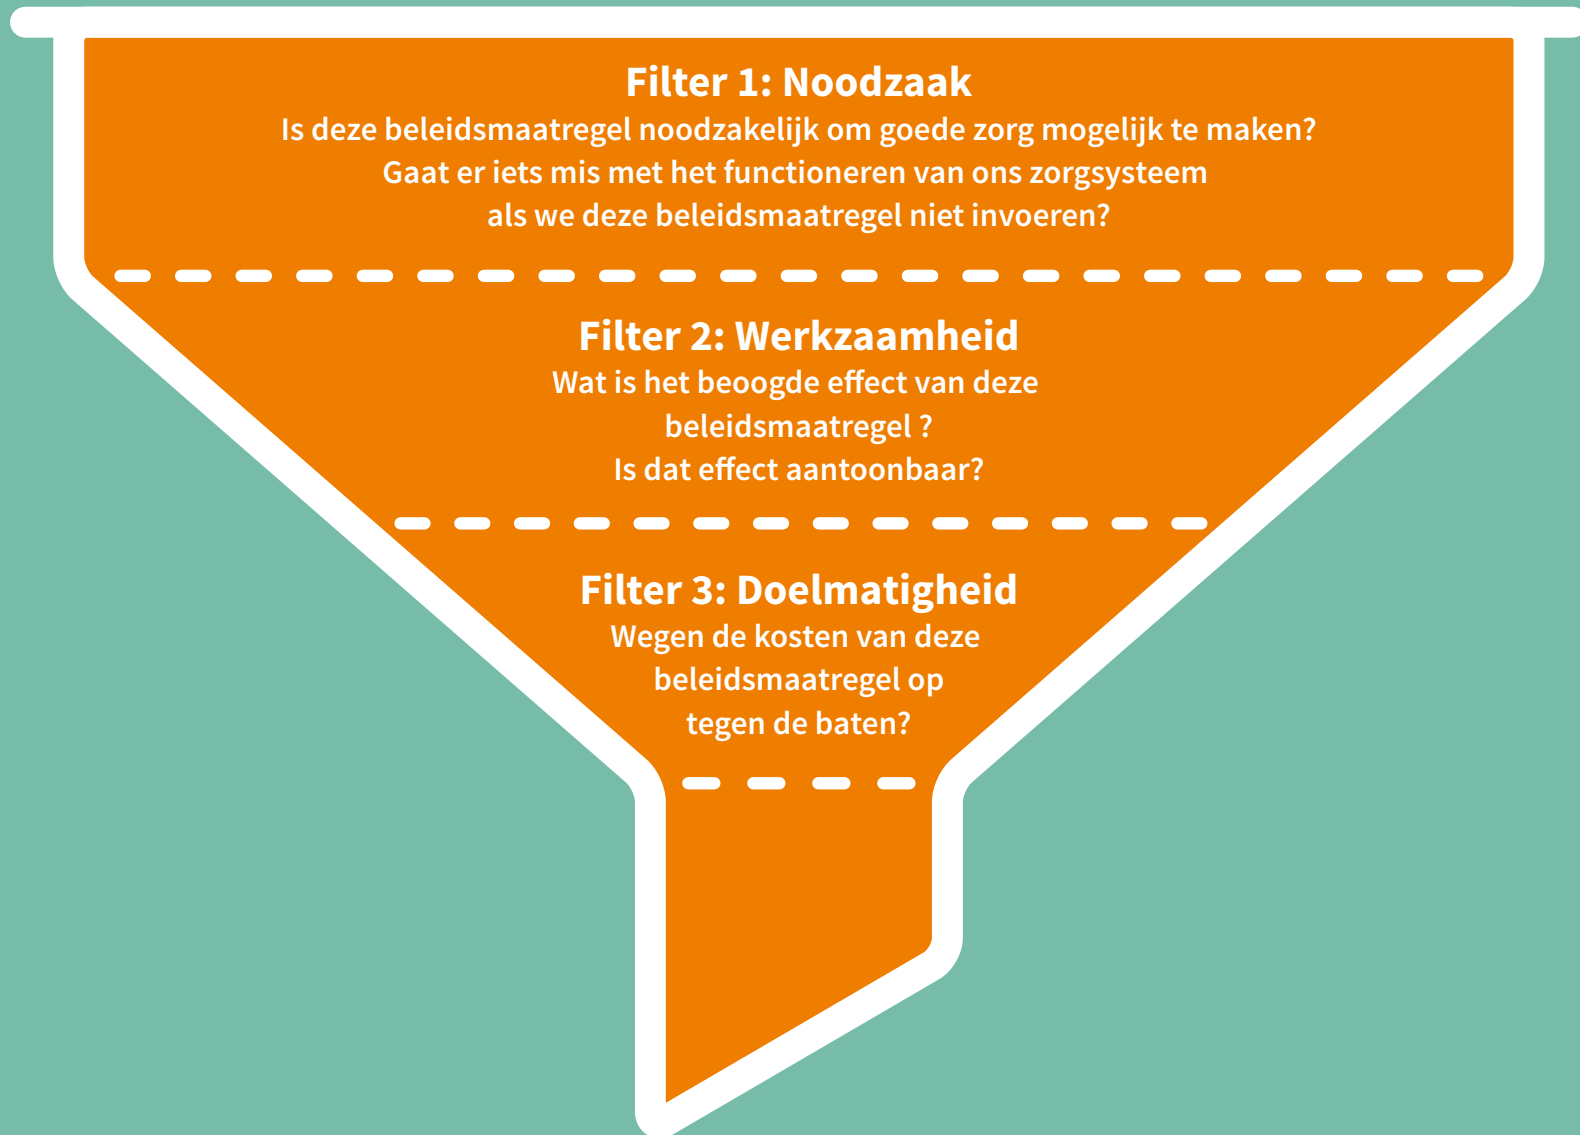 Filter 1: Noodzaak
Is deze beleidsmaatregel noodzakelijk om goede zorg mogelijk te maken?
Gaat er iets mis met het functioneren van ons zorgsysteem
als we deze beleidsmaatregel niet invoeren?
Filter 2: Werkzaamheid
Wat is het beoogde effect van deze
beleidsmaatregel ?
Is dat effect aantoonbaar?
Filter 3: Doelmatigheid
Wegen de kosten van deze
beleidsmaatregel op
tegen de baten?